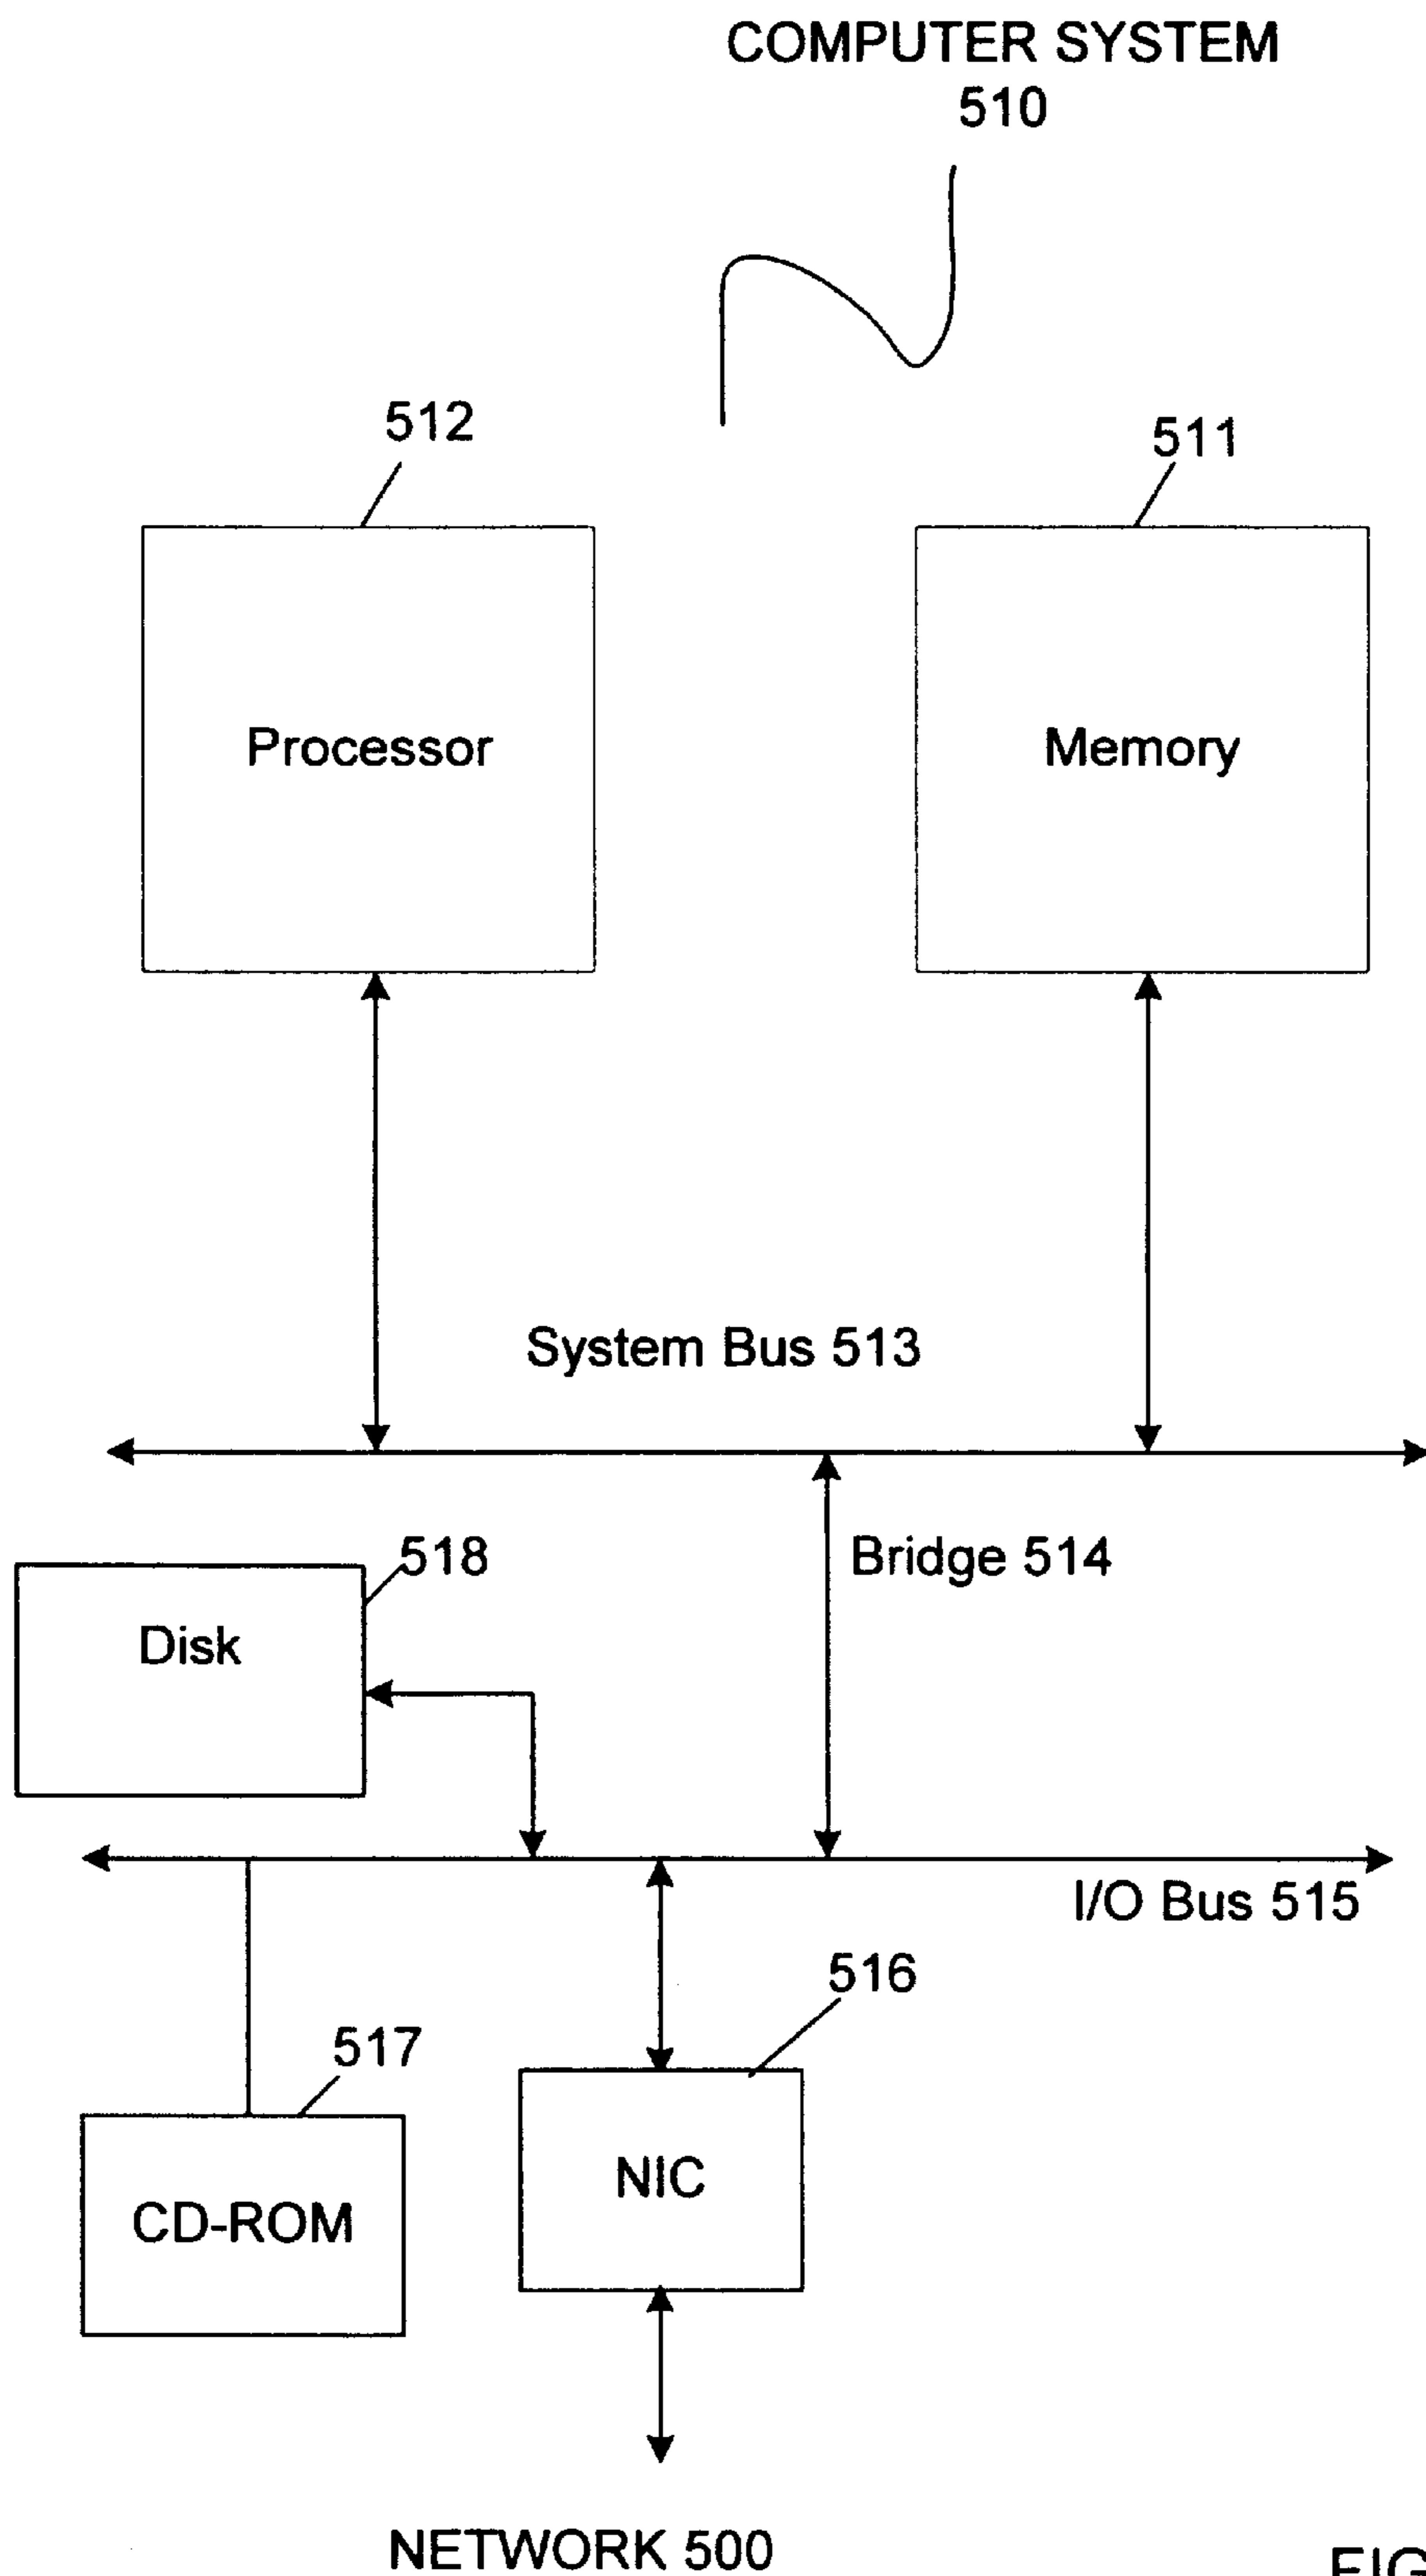 COMPUTER SYSTEM
510
512
511
Processor
Memory
System Bus 513
518
Bridge 514
Disk
I/O Bus 515
516
517
NIC
CD-ROM
NETWORK 500
FIG